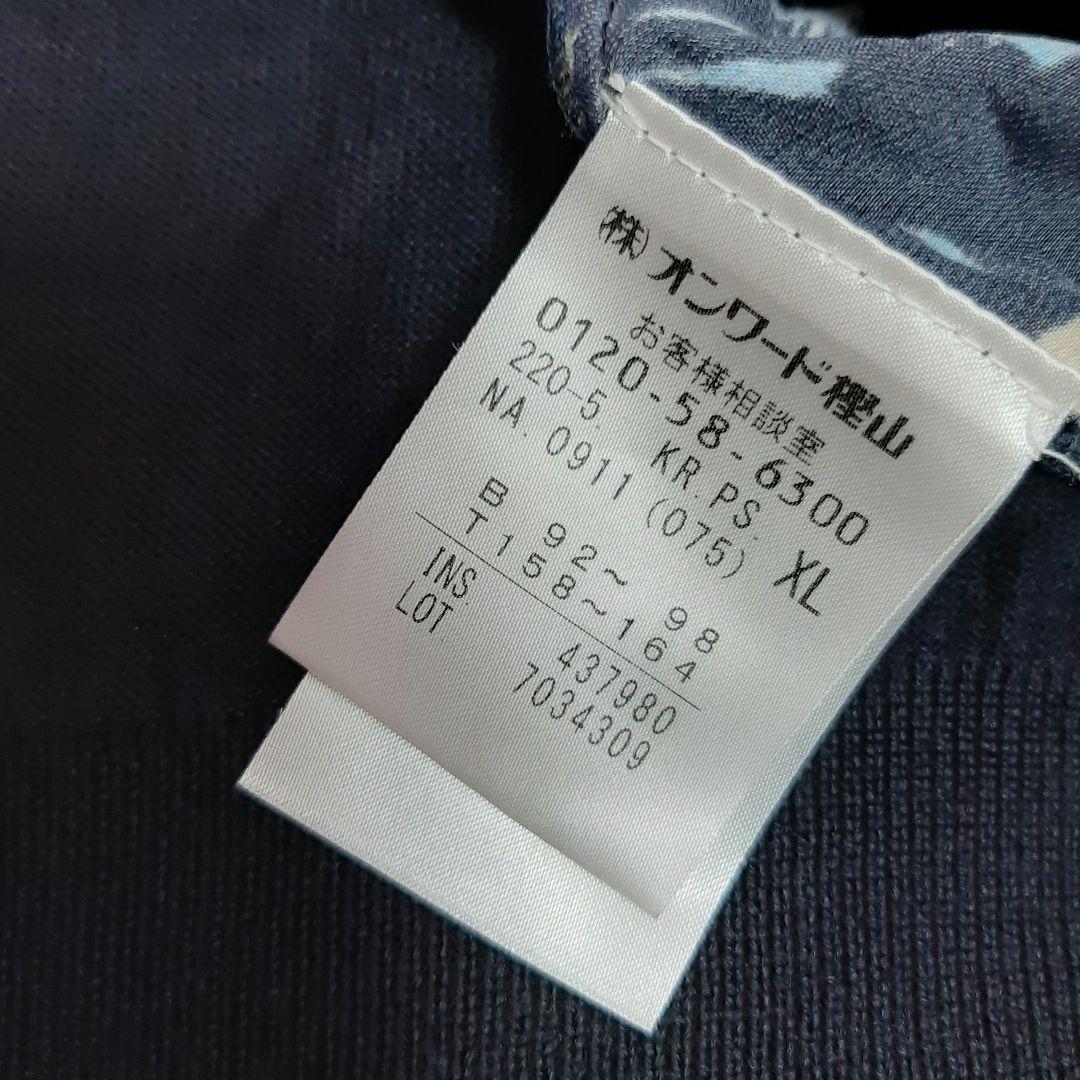 (株)オンワード樫山
お客様相談室
0120-58-6300
220-5. KR.PS. XL
NA. 0911 (075)
B 92~ 98
T158~164
INS. 437980
LOT 7034309